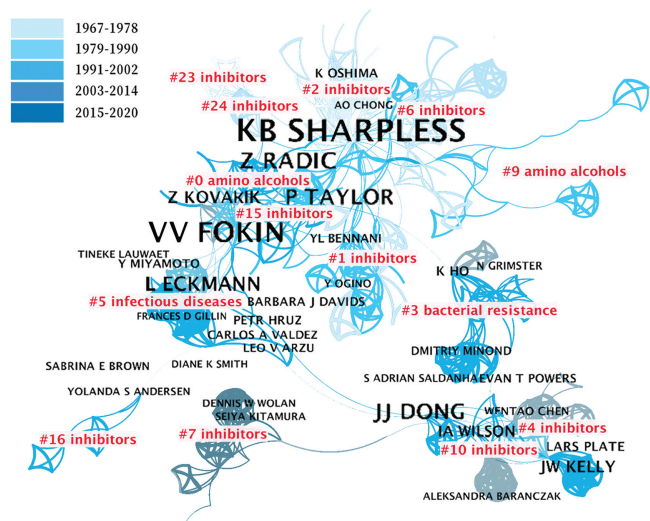 1967-1978
1979-1990
1991-2002
2003-2014
2015-2020
K OSHIMA
#23 inhibitors
#2 inhibitors
AO CHONG
#24 inhibitors
#6 inhibitors
KB SHARPLESS
Z RADIC
#9 amino alcohols
#0 amino alcohols
Z KOVARIK
P TAYLOR
#15 inhibitors
VV FOKIN
YL BENNANI
TINEKE LAUWAET
Y MIYAMOTO
#1 inhibitors
K HO
N GRIMSTER
L ECKMANN
Y OGINO
#5 infectious diseases
BARBARA J DAVIDS
#3 bacterial resistance
FRANCES D GILLIN
PETR HRUZ
CARLOS A VALDEZ
LEO V ARZU
DMITRIY MINOND
SABRINA E BROWN
DIANE K SMITH
S ADRIAN SALDANHA
EVAN T POWERS
YOLANDA S ANDERSEN
DENNIS W WOLAN
SEIYA KITAMURA
JJ DONG
WENTAO CHEN
#16 inhibitors
#7 inhibitors
IA WILSON
#4 inhibitors
#10 inhibitors
LARS PLATE
JW KELLY
ALEKSANDRA BARANCZAK